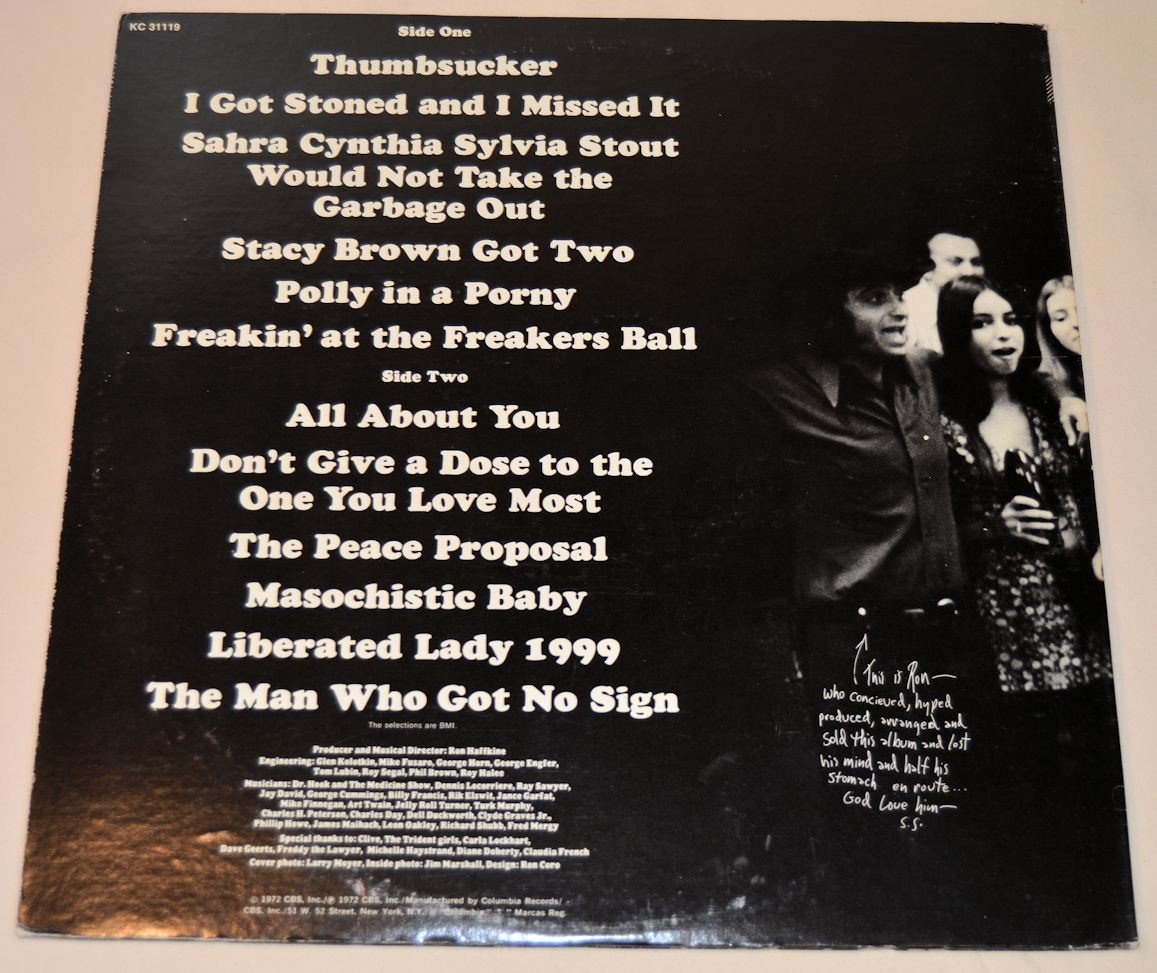 KC 31119
Side One
Thumbsucker
I Got Stoned and I Missed It
Sahra Cynthia Sylvia Stout
Would Not Take the
Garbage Out
Stacy Brown Got Two
Polly in a Porny
Freakin' at the Freakers Ball
Side Two
All About You
Don't Give a Dose to the
One You Love Most
The Peace Proposal
Masochistic Baby
Liberated Lady 1999
The Man Who Got No Sign
The selections are BMI.
Producer and Musical Director: Ron Haffkine
Engineering: Glen Kolotkin, Mike Fusaro, George Horn, George Engfer,
Tom Lubin, Roy Segal, Phil Brown, Roy Halee
Musicians: Dr. Hook and The Medicine Show, Dennis Locorriere, Ray Sawyer,
Jay David, George Cummings, Billy Francis, Rik Elswit, Jance Garfat,
Mike Finnegan, Art Twain, Jelly Roll Turner, Turk Murphy,
Charles H. Peterson, Charles Day, Dell Duckworth, Clyde Graves Jr.,
Phillip Howe, James Maihach, Leon Oakley, Richard Shubb, Fred Mergy
Special thanks to: Clive, The Trident girls, Carla Lockhart,
Dave Geerts, Freddy the Lawyer, Michelle Haystrand, Diane Doherty, Claudia French
Cover photo: Larry Moyer, Inside photo: Jim Marshall, Design: Ron Coro
© 1972 CBS, Inc./℗ 1972 CBS, Inc./Manufactured by Columbia Records/
CBS, Inc./51 W. 52 Street, New York, N.Y./® "Columbia," " Marcas Reg.
This is Ron—
who concieved, hyped
produced, arranged and
sold this album and lost
his mind and half his
stomach en route...
God Love him—
S.S.